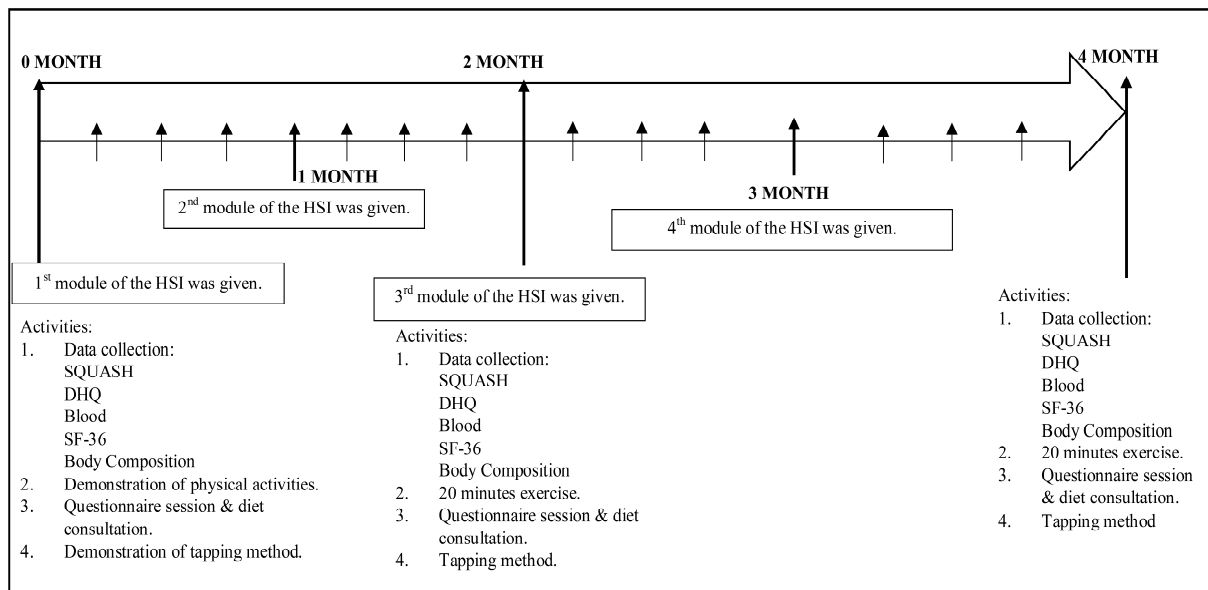 0 MONTH
2 MONTH
4 MONTH
1 MONTH
2nd module of the HSI was given.
3 MONTH
4th module of the HSI was given.
1st module of the HSI was given.
Activities:
1. Data collection:
SQUASH
DHQ
Blood
SF-36
Body Composition
2. Demonstration of physical activities.
3. Questionnaire session & diet
consultation.
4. Demonstration of tapping method.
3rd module of the HSI was given.
Activities:
1. Data collection:
SQUASH
DHQ
Blood
SF-36
Body Composition
2. 20 minutes exercise.
3. Questionnaire session & diet
consultation.
4. Tapping method.
Activities:
1. Data collection:
SQUASH
DHQ
Blood
SF-36
Body Composition
2. 20 minutes exercise.
3. Questionnaire session
& diet consultation.
4. Tapping method